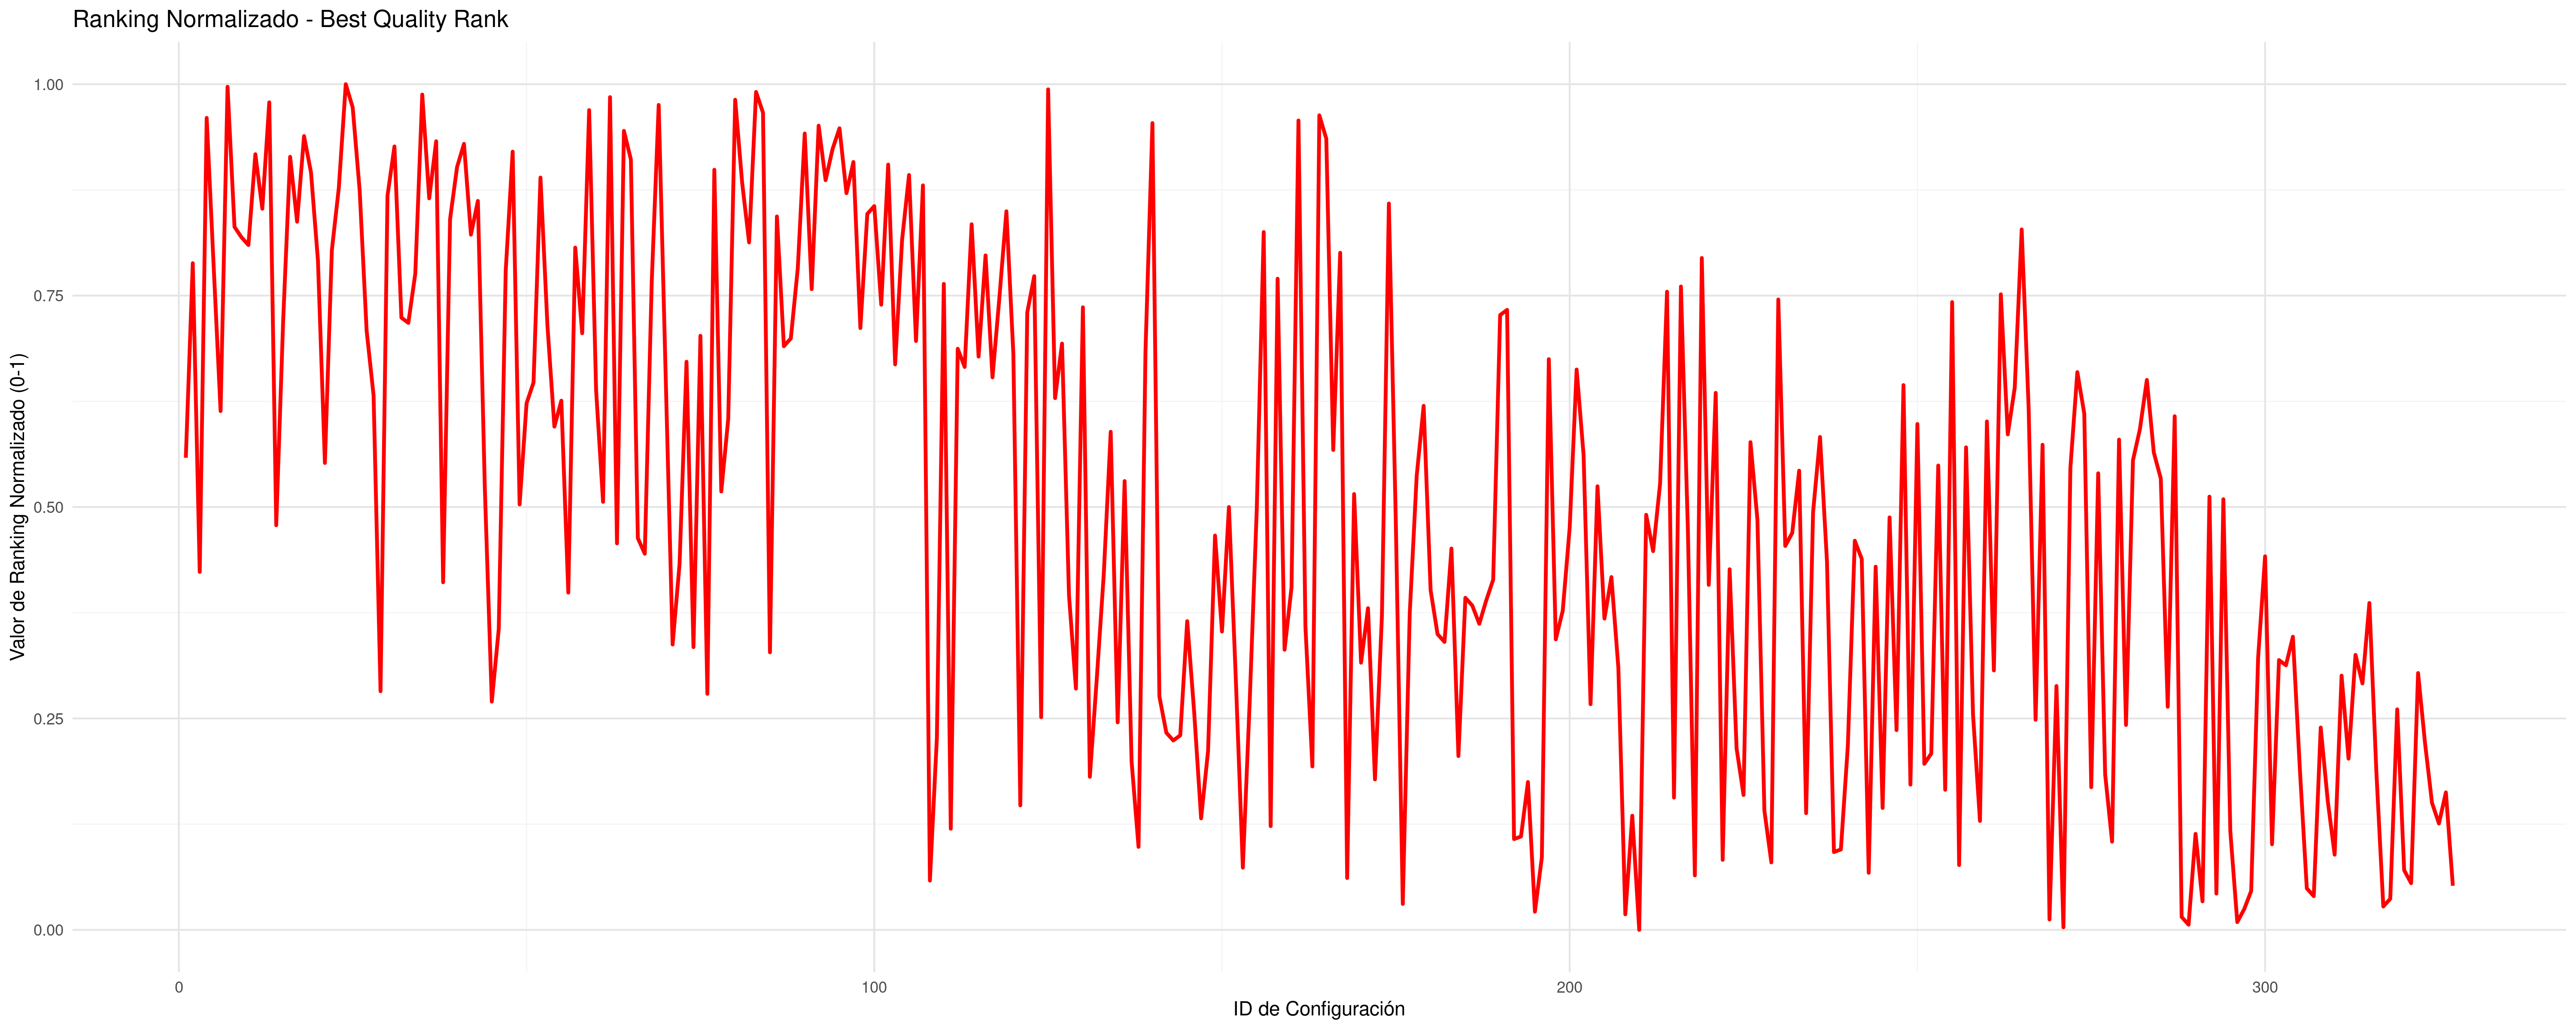 Ranking Normalizado - Best Quality Rank
Valor de Ranking Normalizado (0-1)
1.00
0.75
0.50
0.25
0.00
0 100 200 300
ID de Configuración